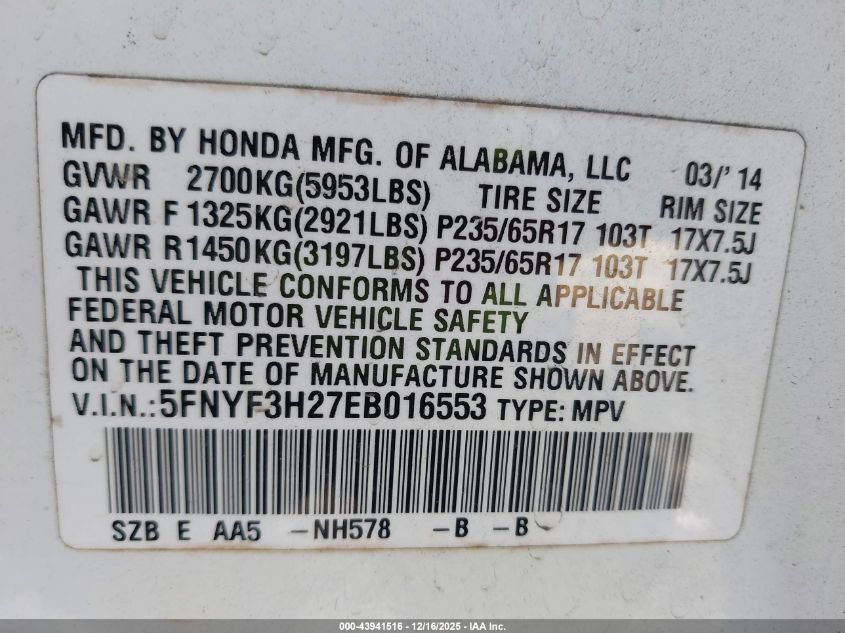 MFD. BY HONDA MFG. OF ALABAMA, LLC 03/'14
GVWR 2700KG(5953LBS) TIRE SIZE RIM SIZE
GAWR F 1325KG(2921LBS) P235/65R17 103T 17X7.5J
GAWR R1450KG(3197LBS) P235/65R17 103T 17X7.5J
THIS VEHICLE CONFORMS TO ALL APPLICABLE
FEDERAL MOTOR VEHICLE SAFETY
AND THEFT PREVENTION STANDARDS IN EFFECT
ON THE DATE OF MANUFACTURE SHOWN ABOVE.
V.I.N.:5FNYF3H27EB016553 TYPE: MPV
SZB E AA5 -NH578 -B -B
000-43941516 - 12/16/2025 - IAA Inc.